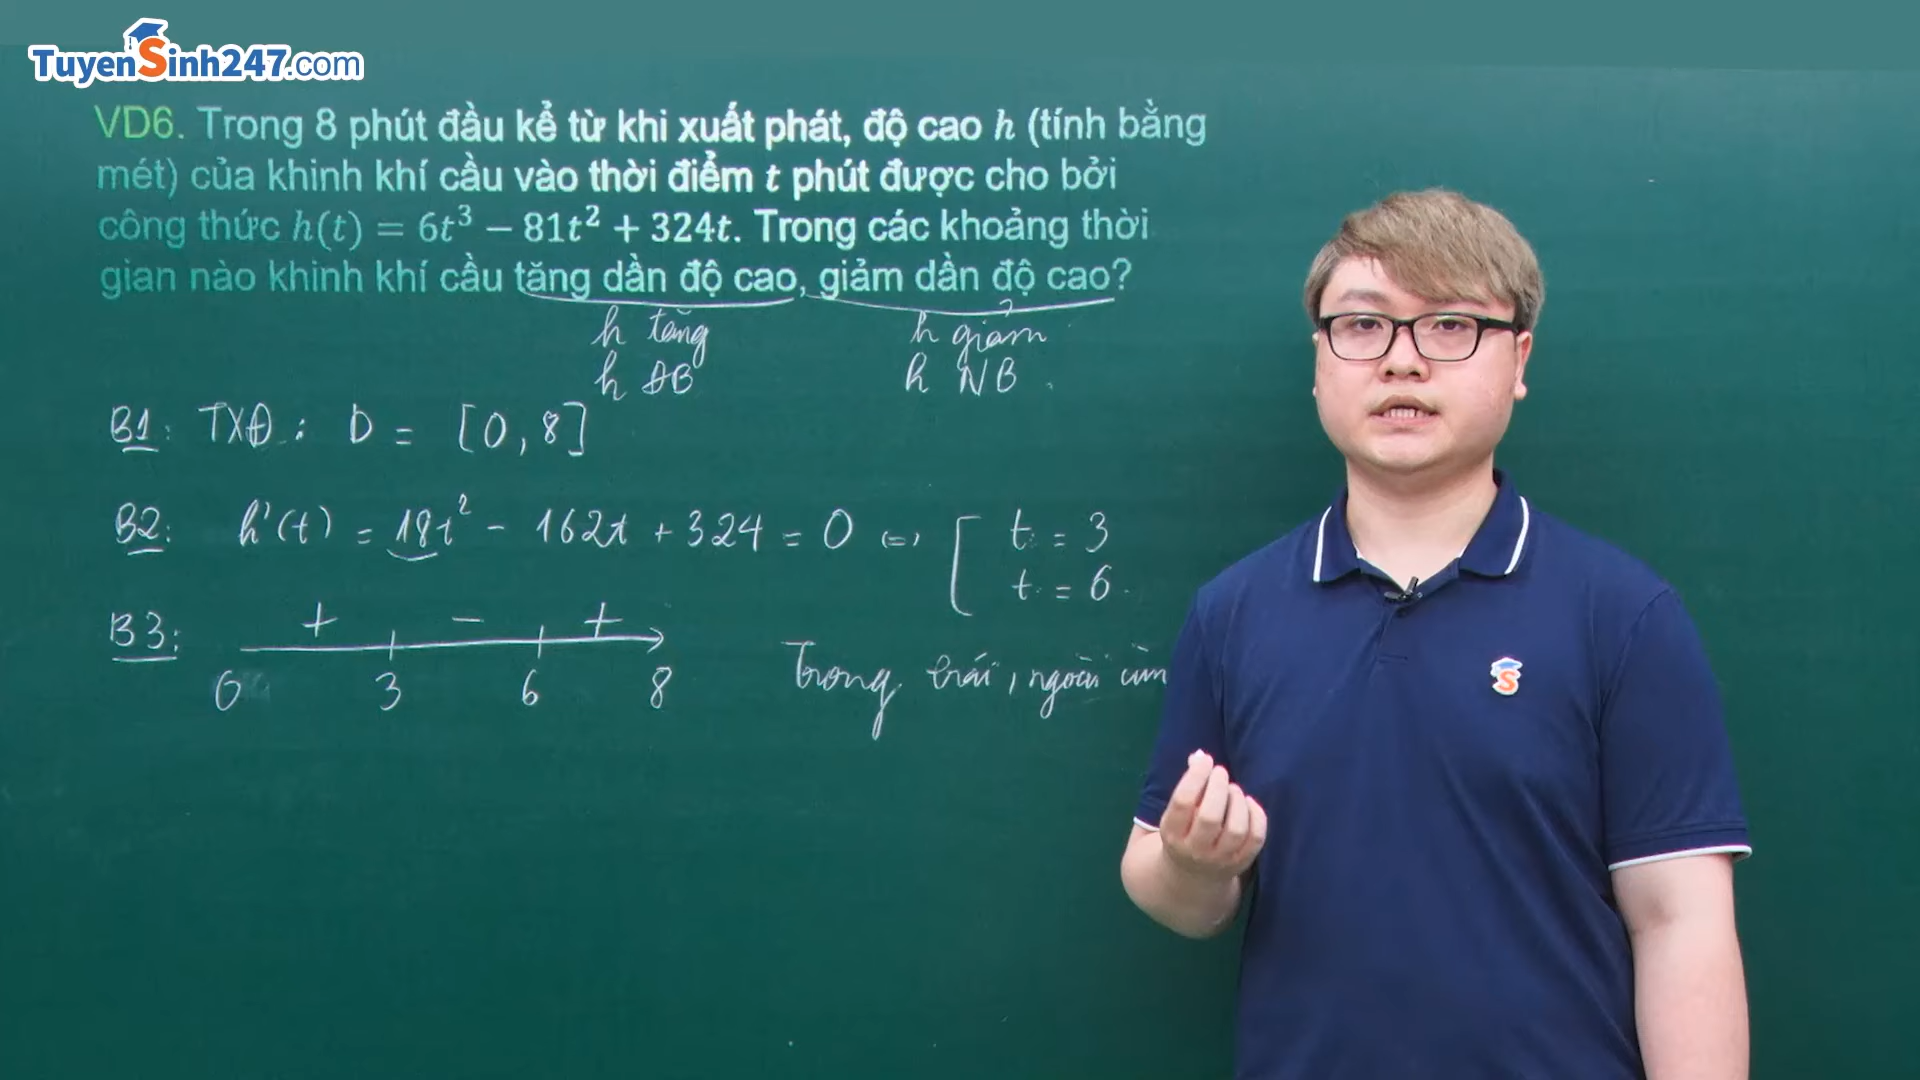 TuyenSinh247.com
VD6. Trong 8 phút đầu kể từ khi xuất phát, độ cao h (tính bằng
mét) của khinh khí cầu vào thời điểm t phút được cho bởi
công thức h(t) = 6t³ − 81t² + 324t. Trong các khoảng thời
gian nào khinh khí cầu tăng dần độ cao, giảm dần độ cao?
h tăng h giảm
h ĐB h NB
B1: TXĐ: D = [0, 8]
B2: h'(t) = 18t² - 162t + 324 = 0 ⇔ [ t = 3
t = 6
B3: + - +
0 3 6 8
Trong trái, ngoài cùn
S